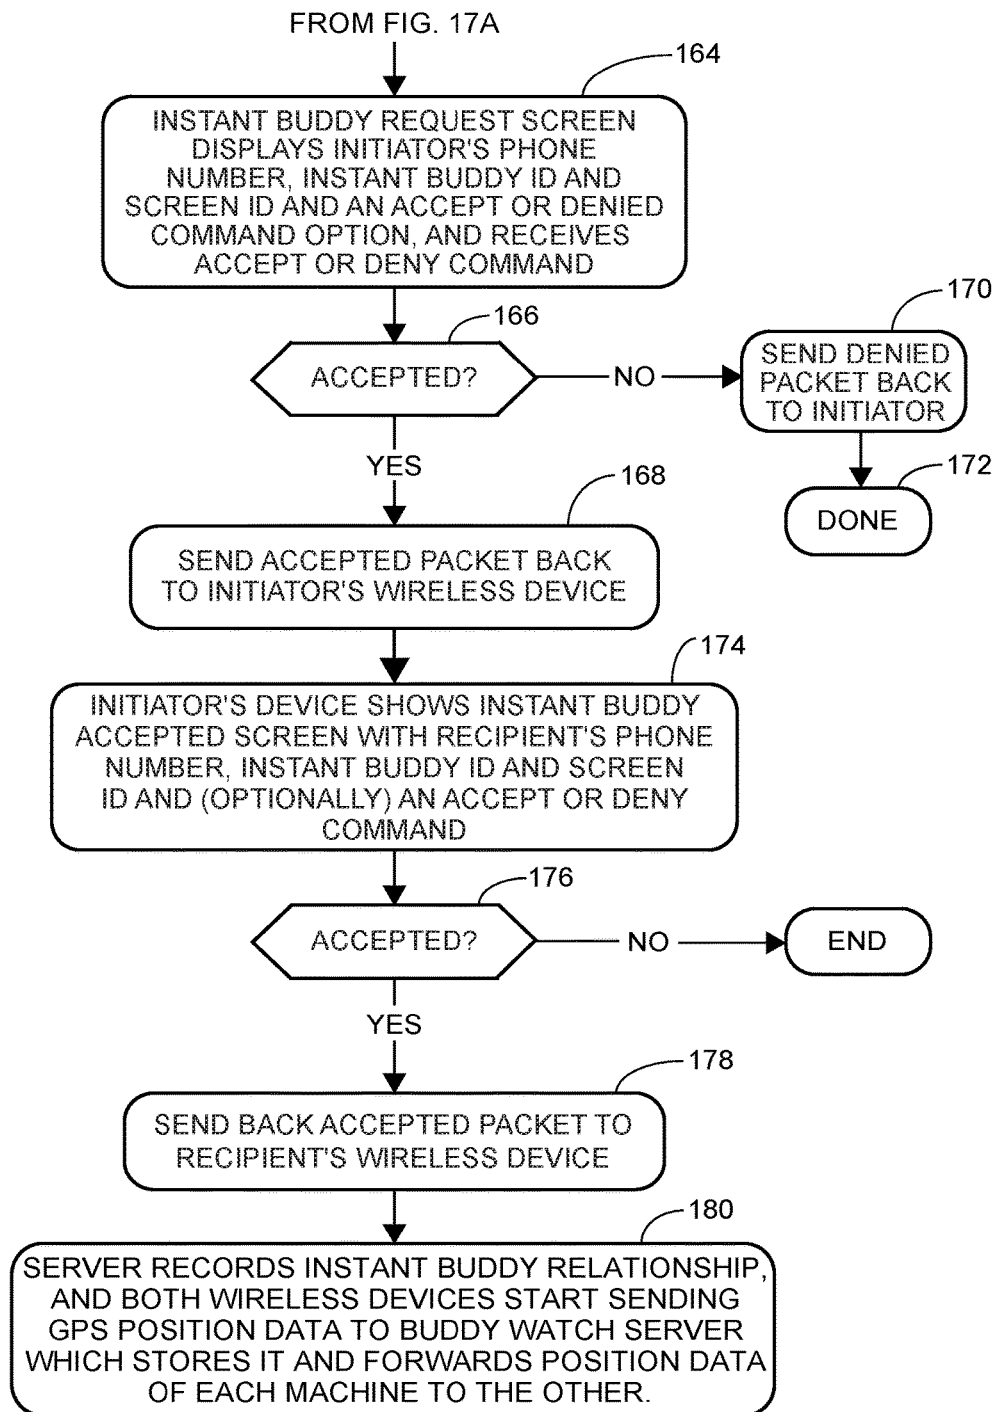 FROM FIG. 17A
164
INSTANT BUDDY REQUEST SCREEN
DISPLAYS INITIATOR'S PHONE
NUMBER, INSTANT BUDDY ID AND
SCREEN ID AND AN ACCEPT OR DENIED
COMMAND OPTION, AND RECEIVES
ACCEPT OR DENY COMMAND
166
ACCEPTED?
NO
170
SEND DENIED
PACKET BACK
TO INITIATOR
172
DONE
YES
168
SEND ACCEPTED PACKET BACK
TO INITIATOR'S WIRELESS DEVICE
174
INITIATOR'S DEVICE SHOWS INSTANT BUDDY
ACCEPTED SCREEN WITH RECIPIENT'S PHONE
NUMBER, INSTANT BUDDY ID AND SCREEN
ID AND (OPTIONALLY) AN ACCEPT OR DENY
COMMAND
176
ACCEPTED?
NO
END
YES
178
SEND BACK ACCEPTED PACKET TO
RECIPIENT'S WIRELESS DEVICE
180
SERVER RECORDS INSTANT BUDDY RELATIONSHIP,
AND BOTH WIRELESS DEVICES START SENDING
GPS POSITION DATA TO BUDDY WATCH SERVER
WHICH STORES IT AND FORWARDS POSITION DATA
OF EACH MACHINE TO THE OTHER.